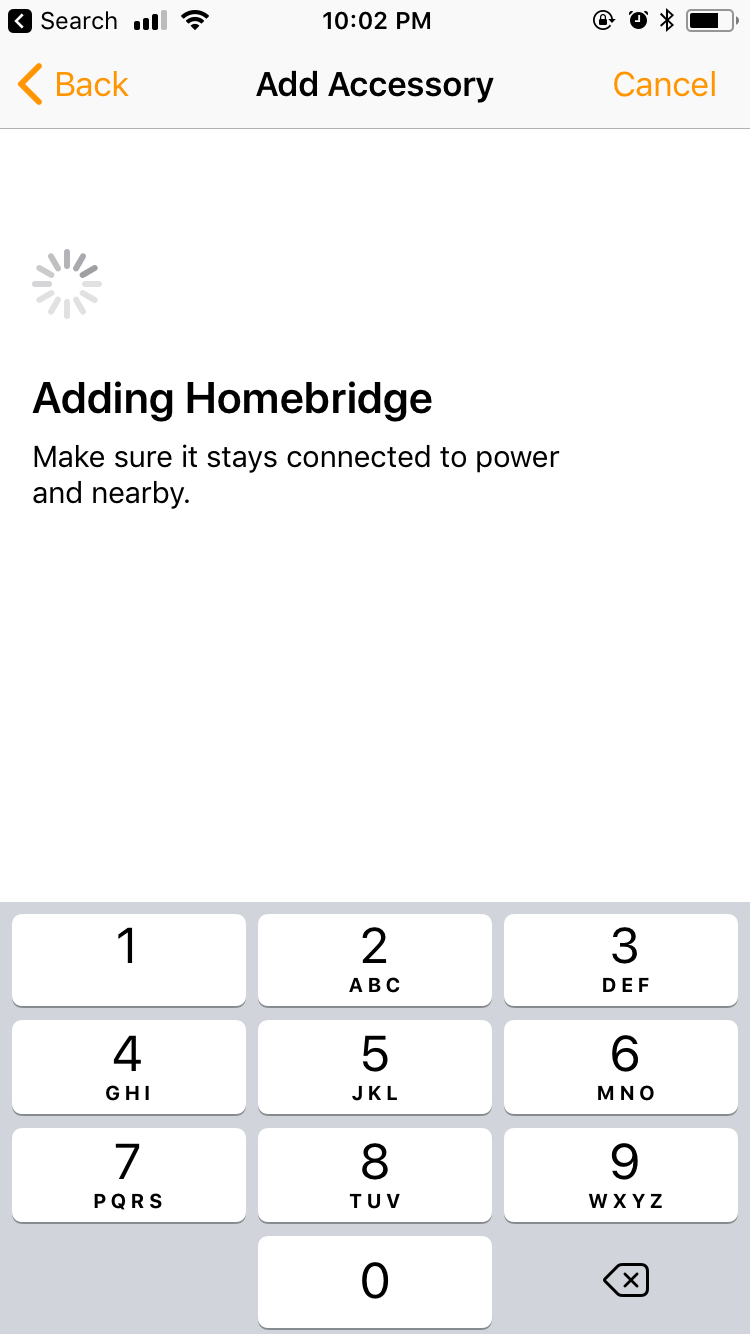 Search 10:02 PM
Back Add Accessory Cancel
Adding Homebridge
Make sure it stays connected to power
and nearby.
1 2 3
ABC DEF
4 5 6
GHI JKL MNO
7 8 9
PQRS TUV WXYZ
0